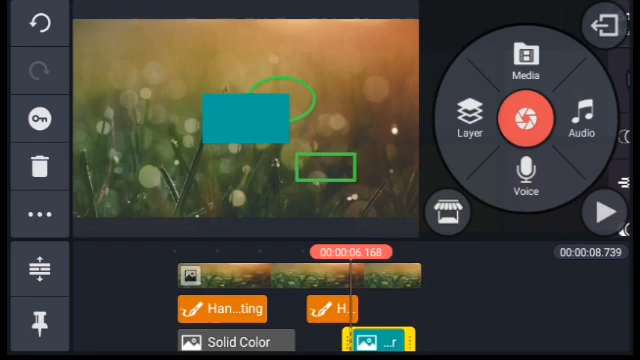 Media
Layer
Audio
Voice
00:00:06.168
00:00:08.739
Han...ting
H..
Solid Color
...r